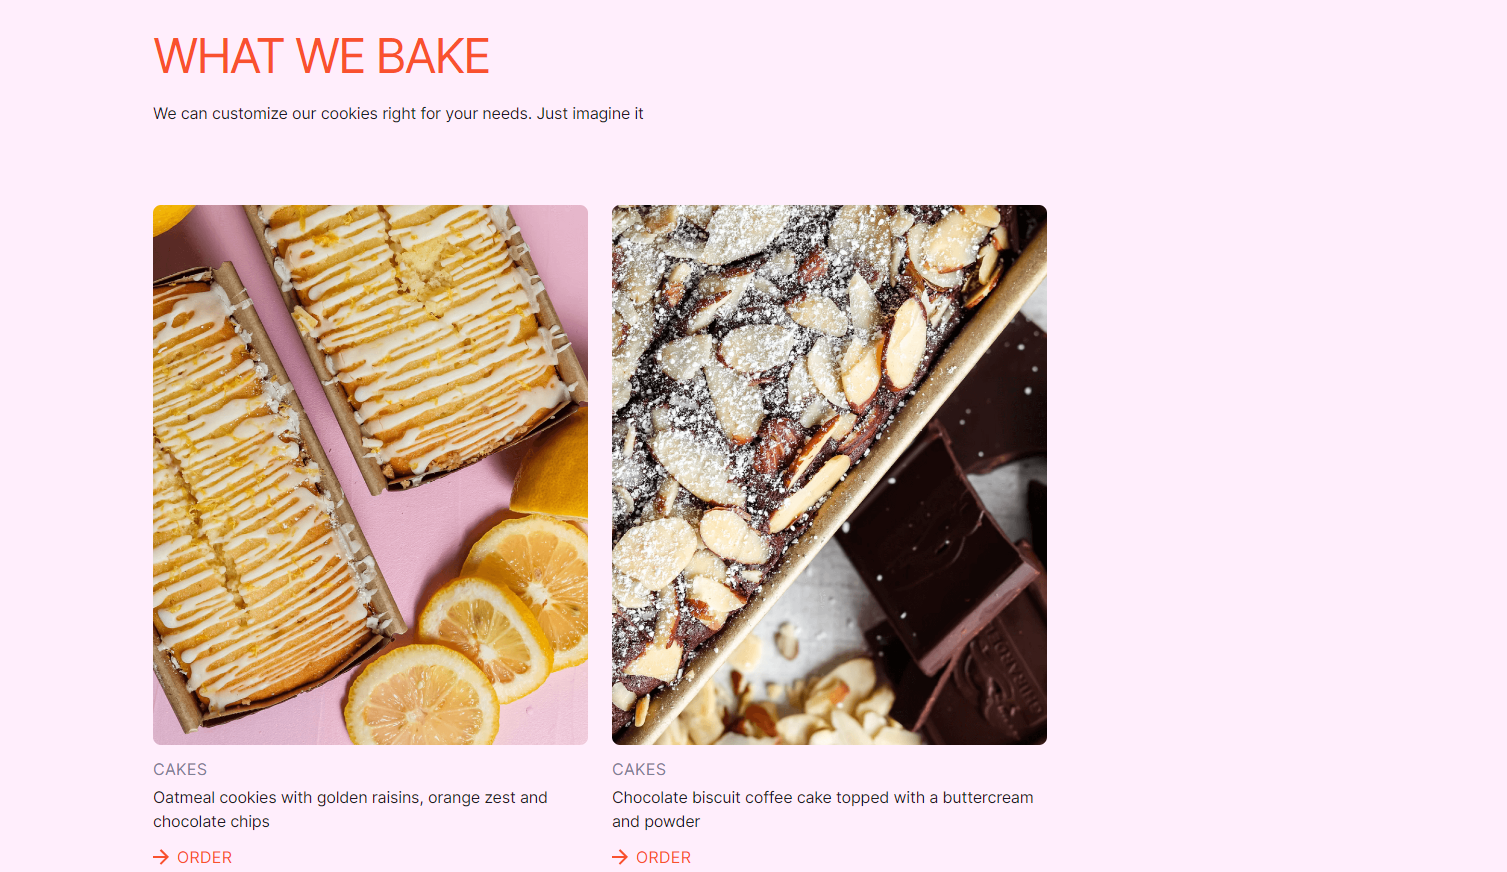 WHAT WE BAKE
We can customize our cookies right for your needs. Just imagine it
CAKES
Oatmeal cookies with golden raisins, orange zest and
chocolate chips
→ ORDER
CAKES
Chocolate biscuit coffee cake topped with a buttercream
and powder
→ ORDER